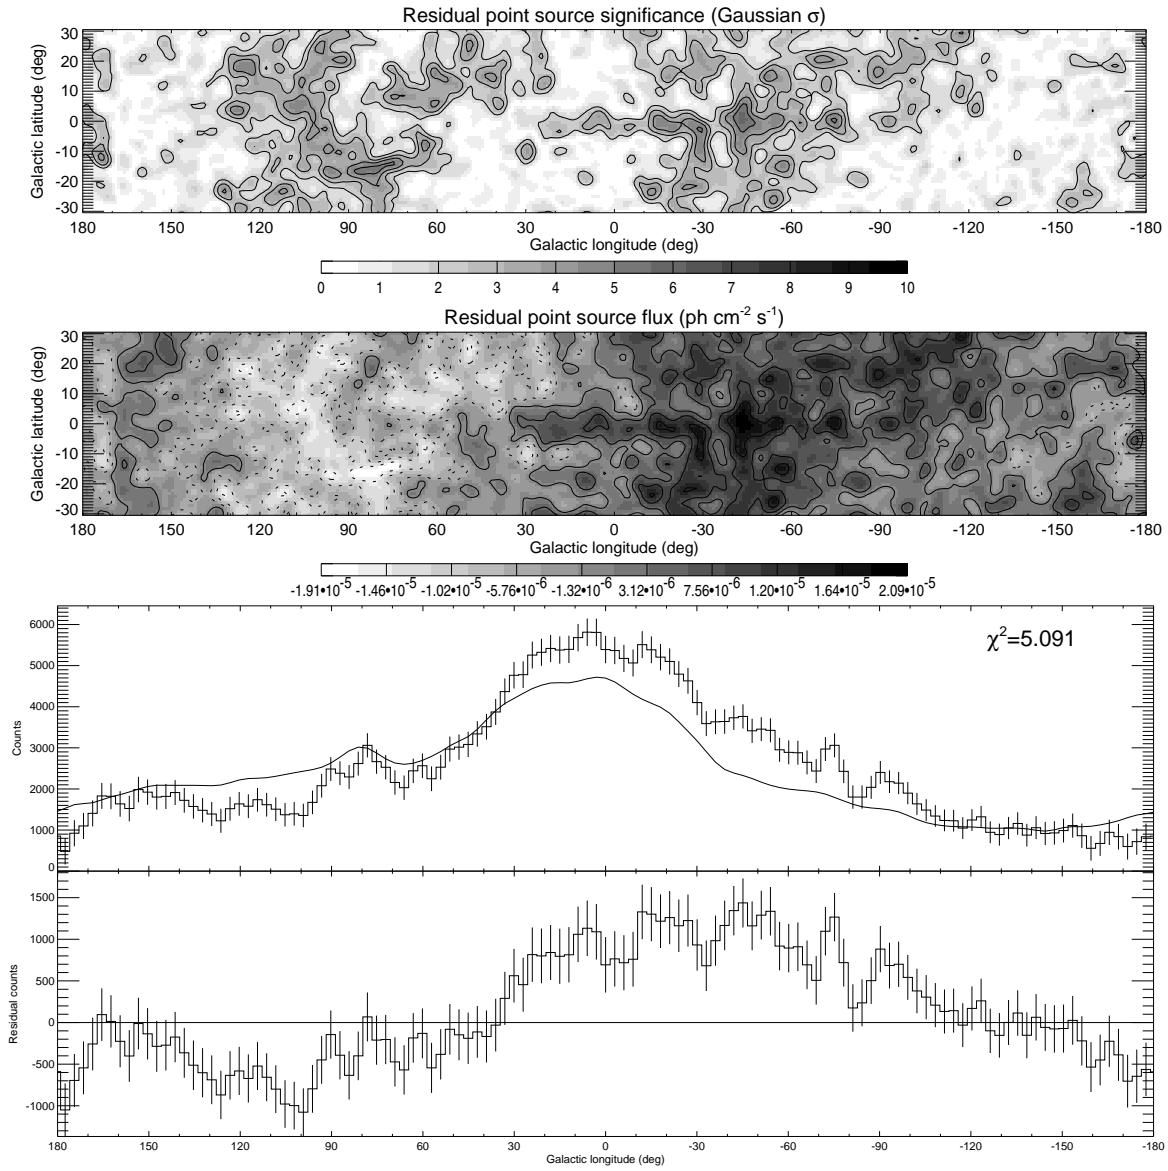 Residual point source significance (Gaussian σ)
Galactic latitude (deg)
30
20
10
0
-10
-20
-30
180 150 120 90 60 30 0 -30 -60 -90 -120 -150 -180
Galactic longitude (deg)
0 1 2 3 4 5 6 7 8 9 10
Residual point source flux (ph cm⁻² s⁻¹)
Galactic latitude (deg)
30
20
10
0
-10
-20
-30
180 150 120 90 60 30 0 -30 -60 -90 -120 -150 -180
Galactic longitude (deg)
-1.91•10⁻⁵ -1.46•10⁻⁵ -1.02•10⁻⁵ -5.76•10⁻⁶ -1.32•10⁻⁶ 3.12•10⁻⁶ 7.56•10⁻⁶ 1.20•10⁻⁵ 1.64•10⁻⁵ 2.09•10⁻⁵
χ²=5.091
Counts
6000
5000
4000
3000
2000
1000
0
Residual counts
1500
1000
500
0
-500
-1000
180 150 120 90 60 30 0 -30 -60 -90 -120 -150 -180
Galactic longitude (deg)